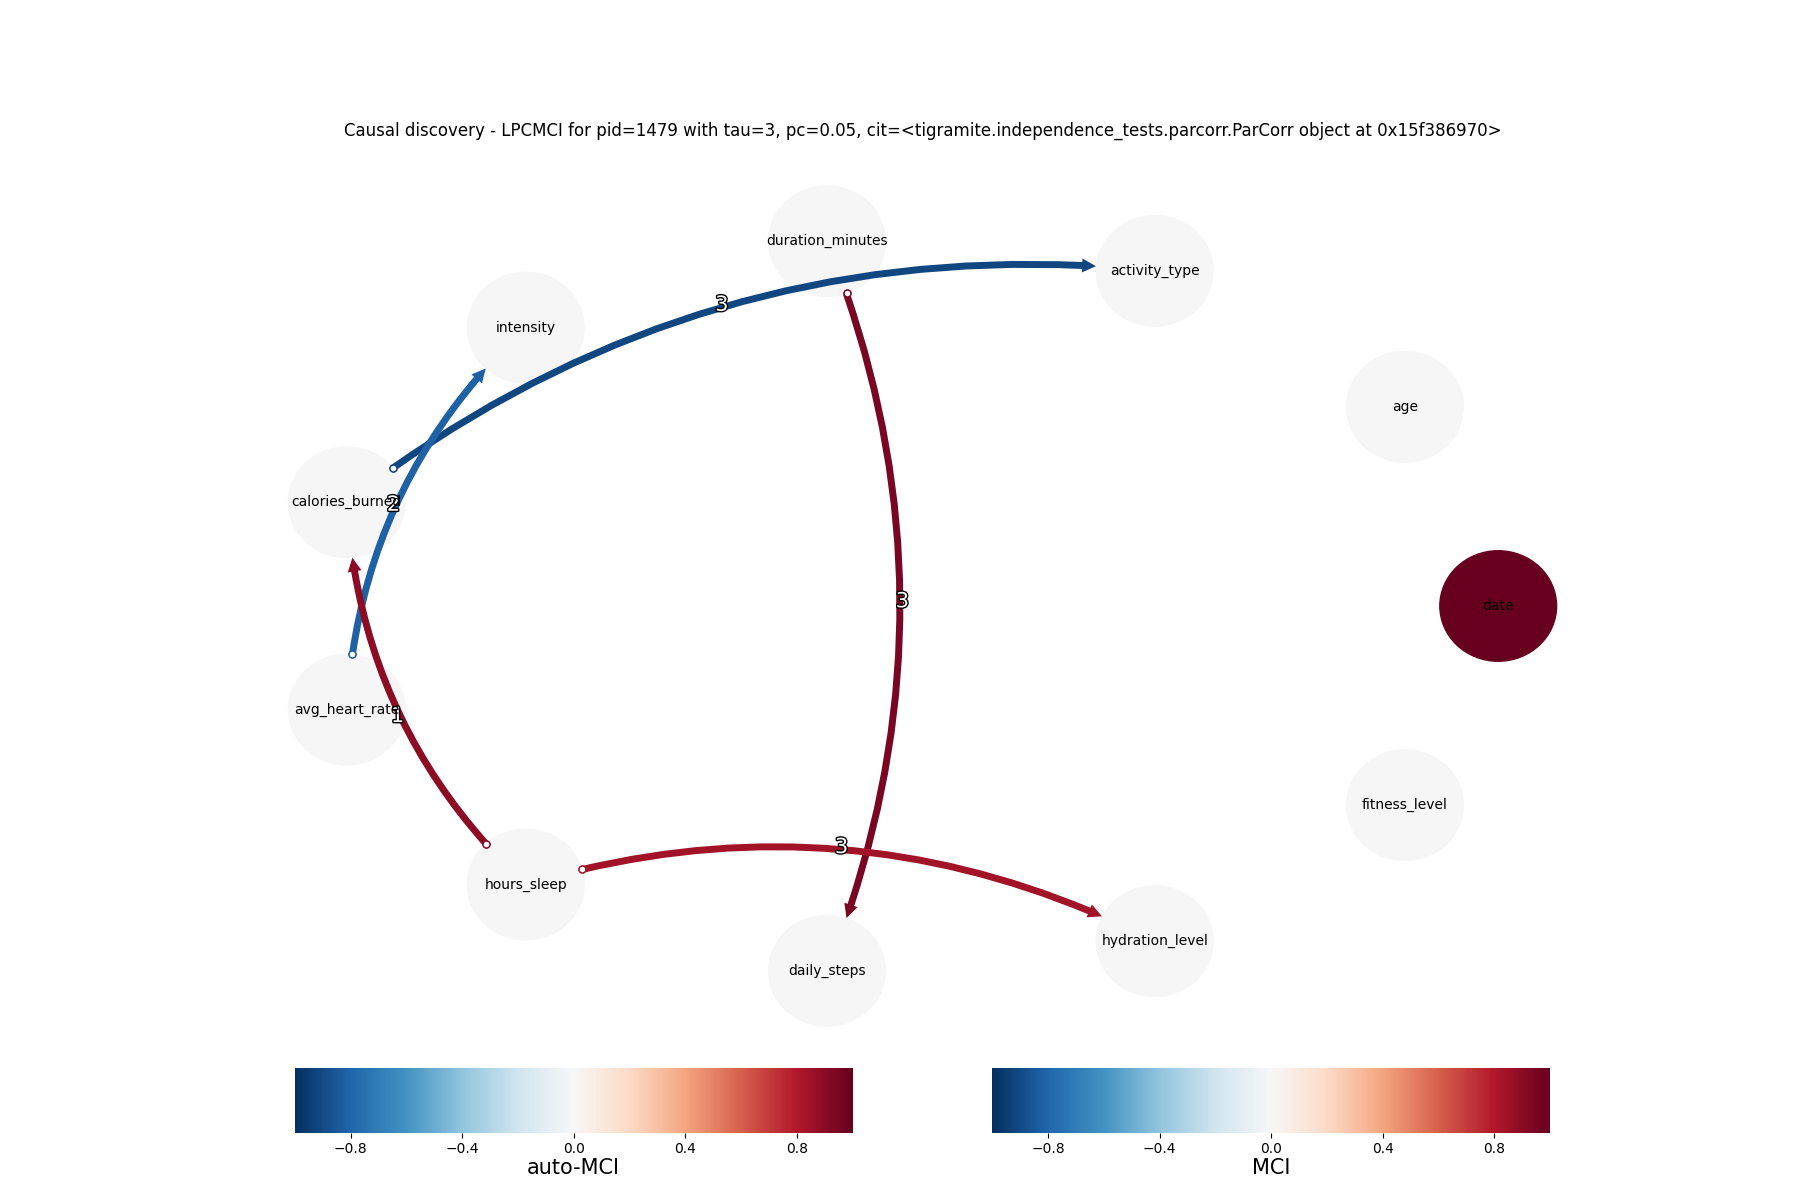 Causal discovery - LPCMCI for pid=1479 with tau=3, pc=0.05, cit=<tigramite.independence_tests.parcorr.ParCorr object at 0x15f386970>
duration_minutes
activity_type
3
intensity
age
calories_burned
2
3
date
avg_heart_rate
1
fitness_level
3
hours_sleep
hydration_level
daily_steps
−0.8 −0.4 0.0 0.4 0.8
auto-MCI
−0.8 −0.4 0.0 0.4 0.8
MCI